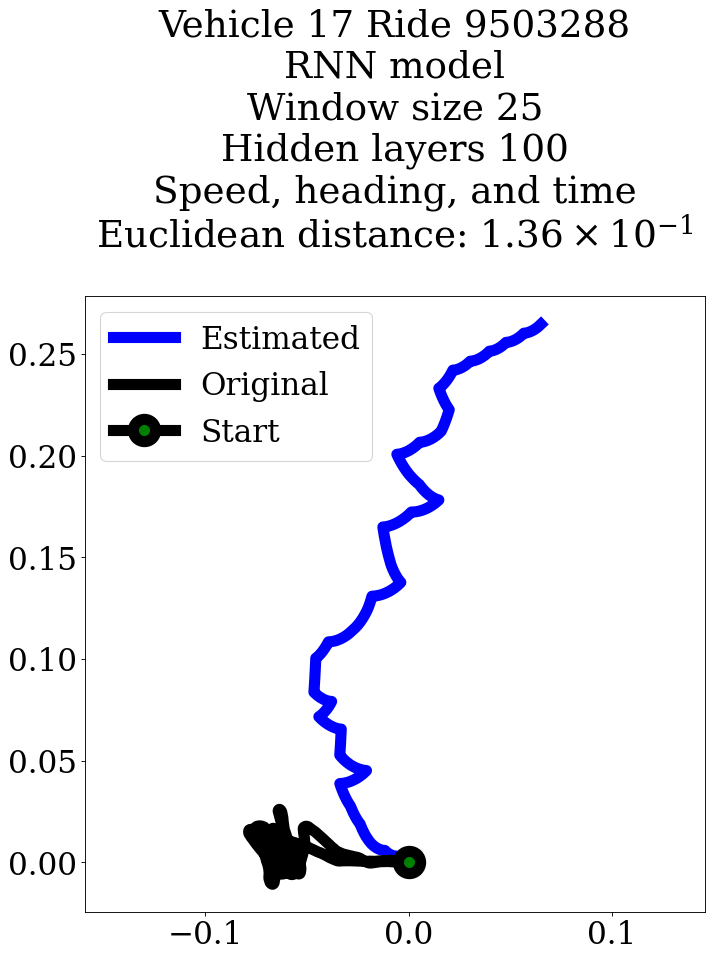 Vehicle 17 Ride 9503288
RNN model
Window size 25
Hidden layers 100
Speed, heading, and time
Euclidean distance: 1.36 × 10⁻¹
Estimated
Original
Start
0.25
0.20
0.15
0.10
0.05
0.00
−0.1
0.0
0.1